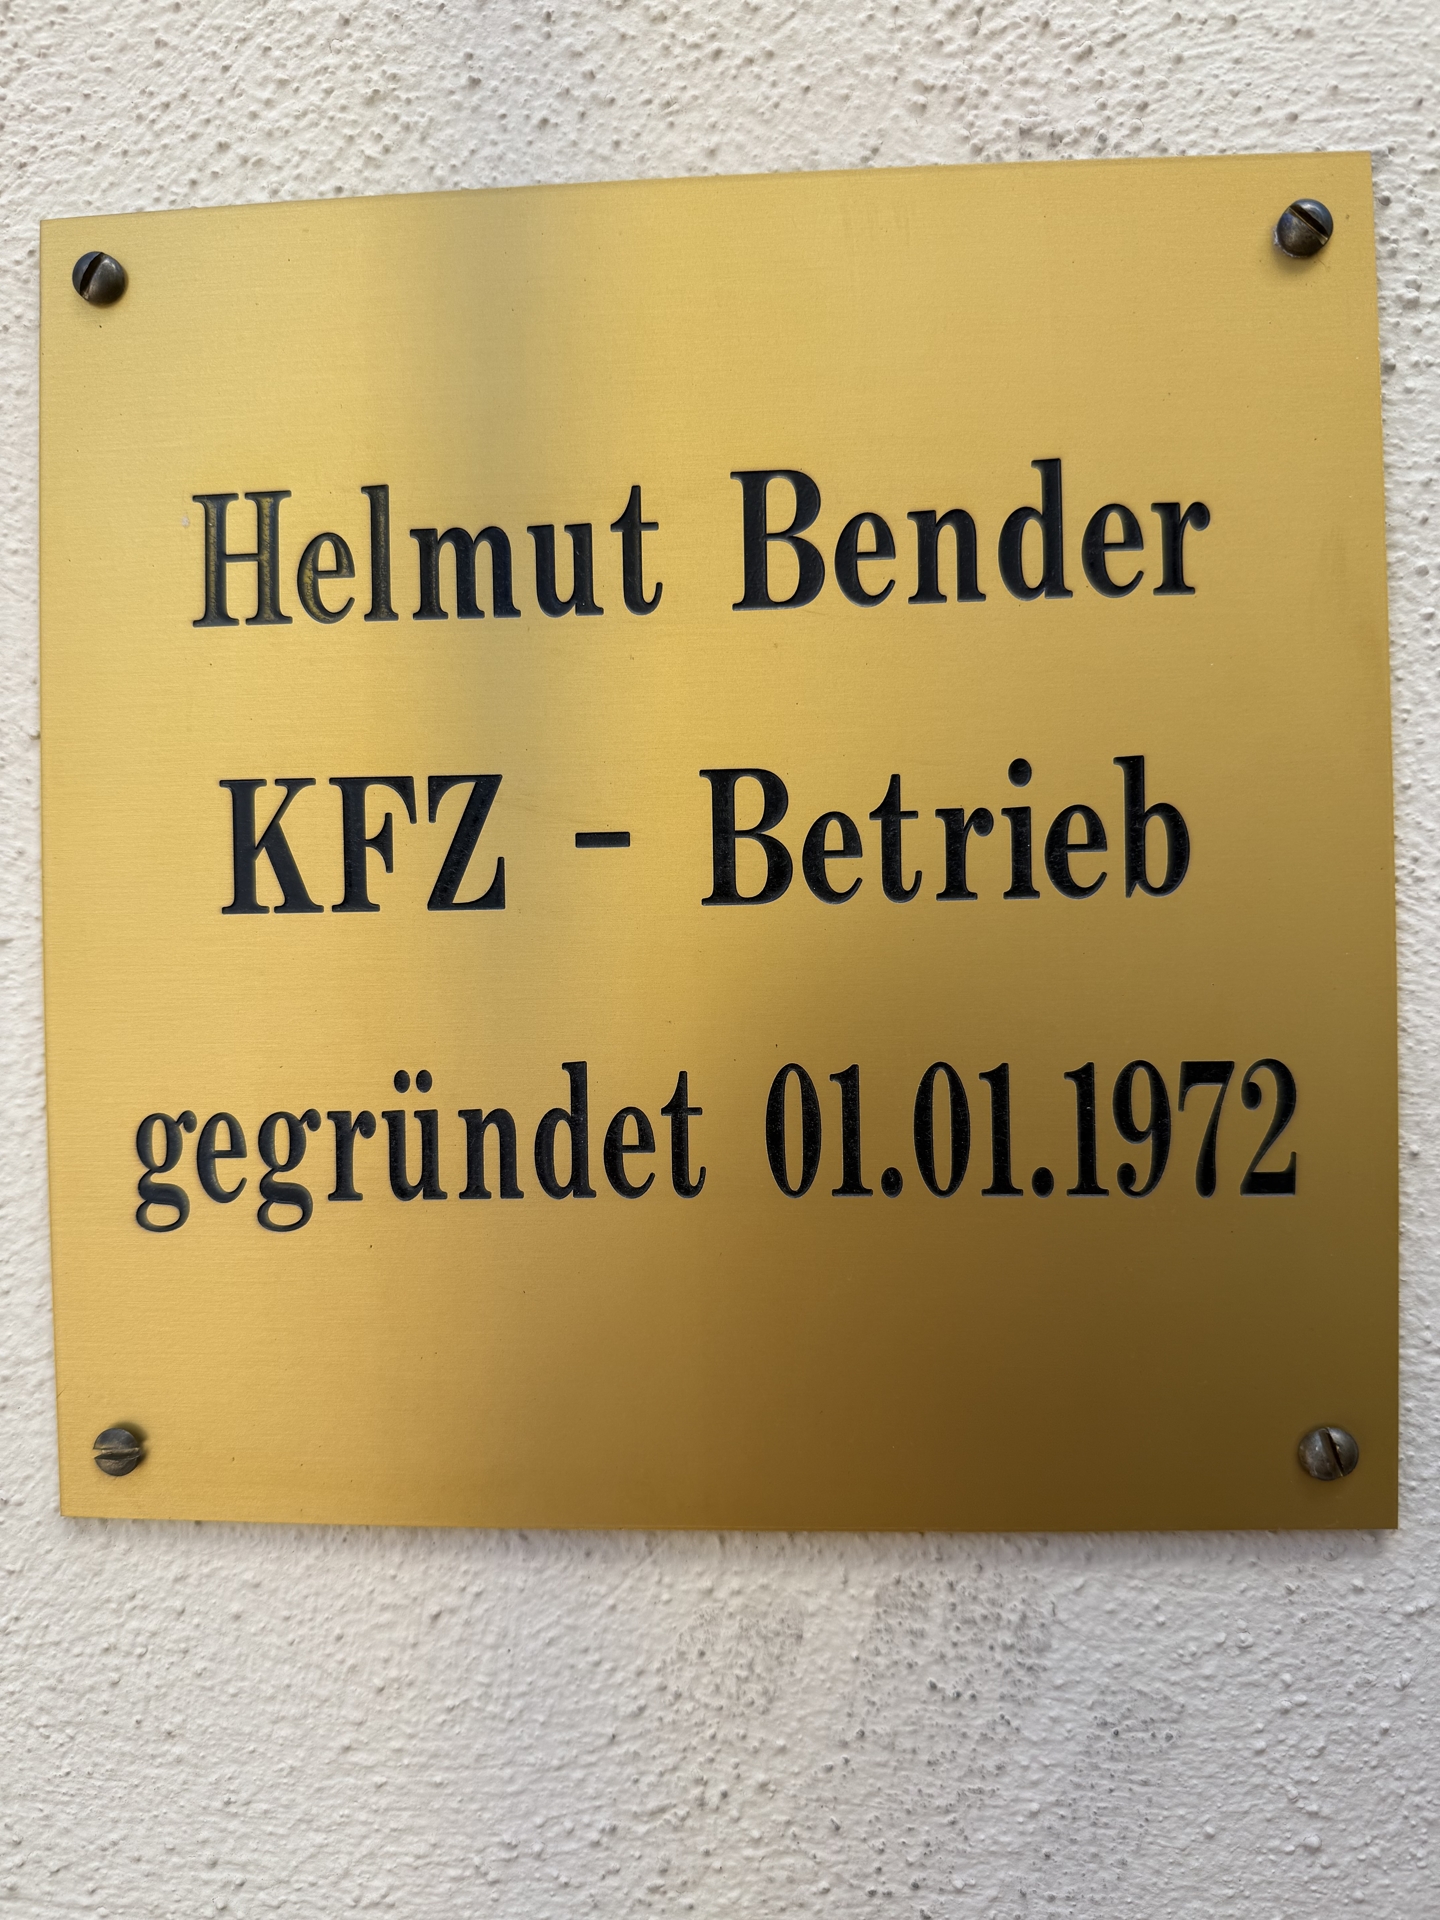 Helmut Bender
KFZ - Betrieb
gegründet 01.01.1972